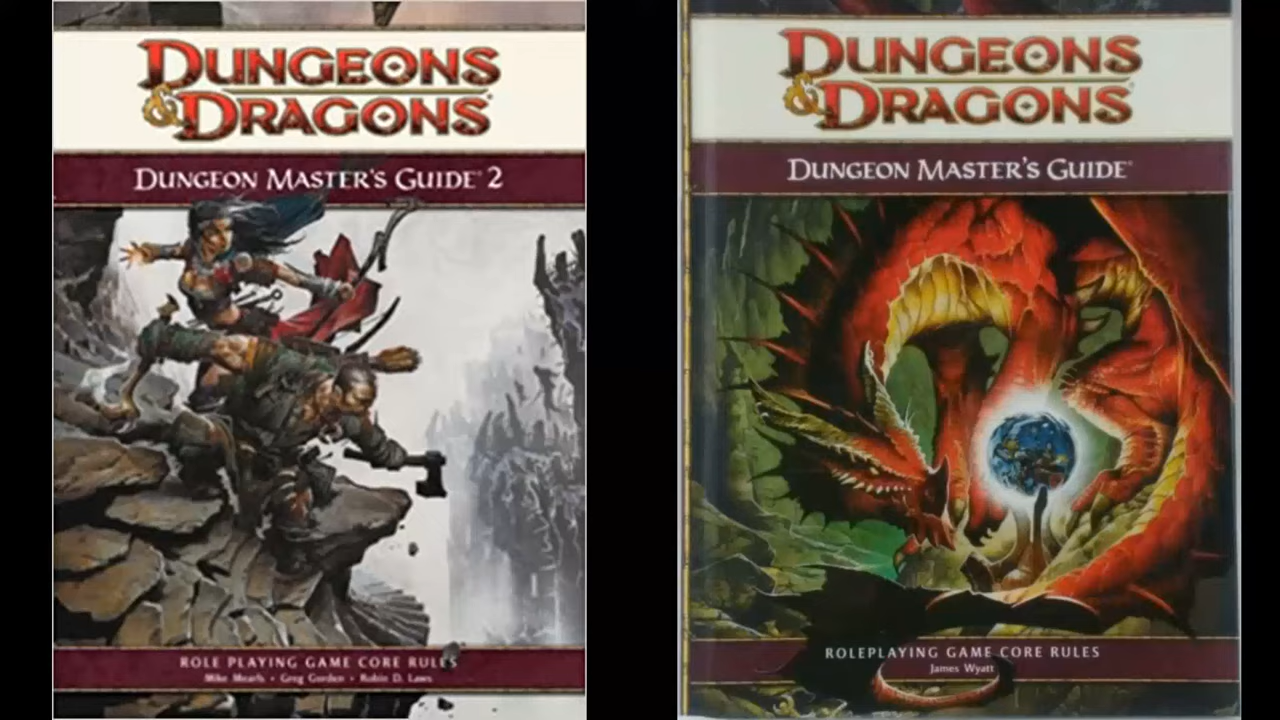 DUNGEONS
& DRAGONS
DUNGEON MASTER'S GUIDE® 2
ROLE PLAYING GAME CORE RULES
Mike Mearls • Greg Gorden • Robin D. Laws
DUNGEONS
& DRAGONS
DUNGEON MASTER'S GUIDE®
ROLEPLAYING GAME CORE RULES
James Wyatt